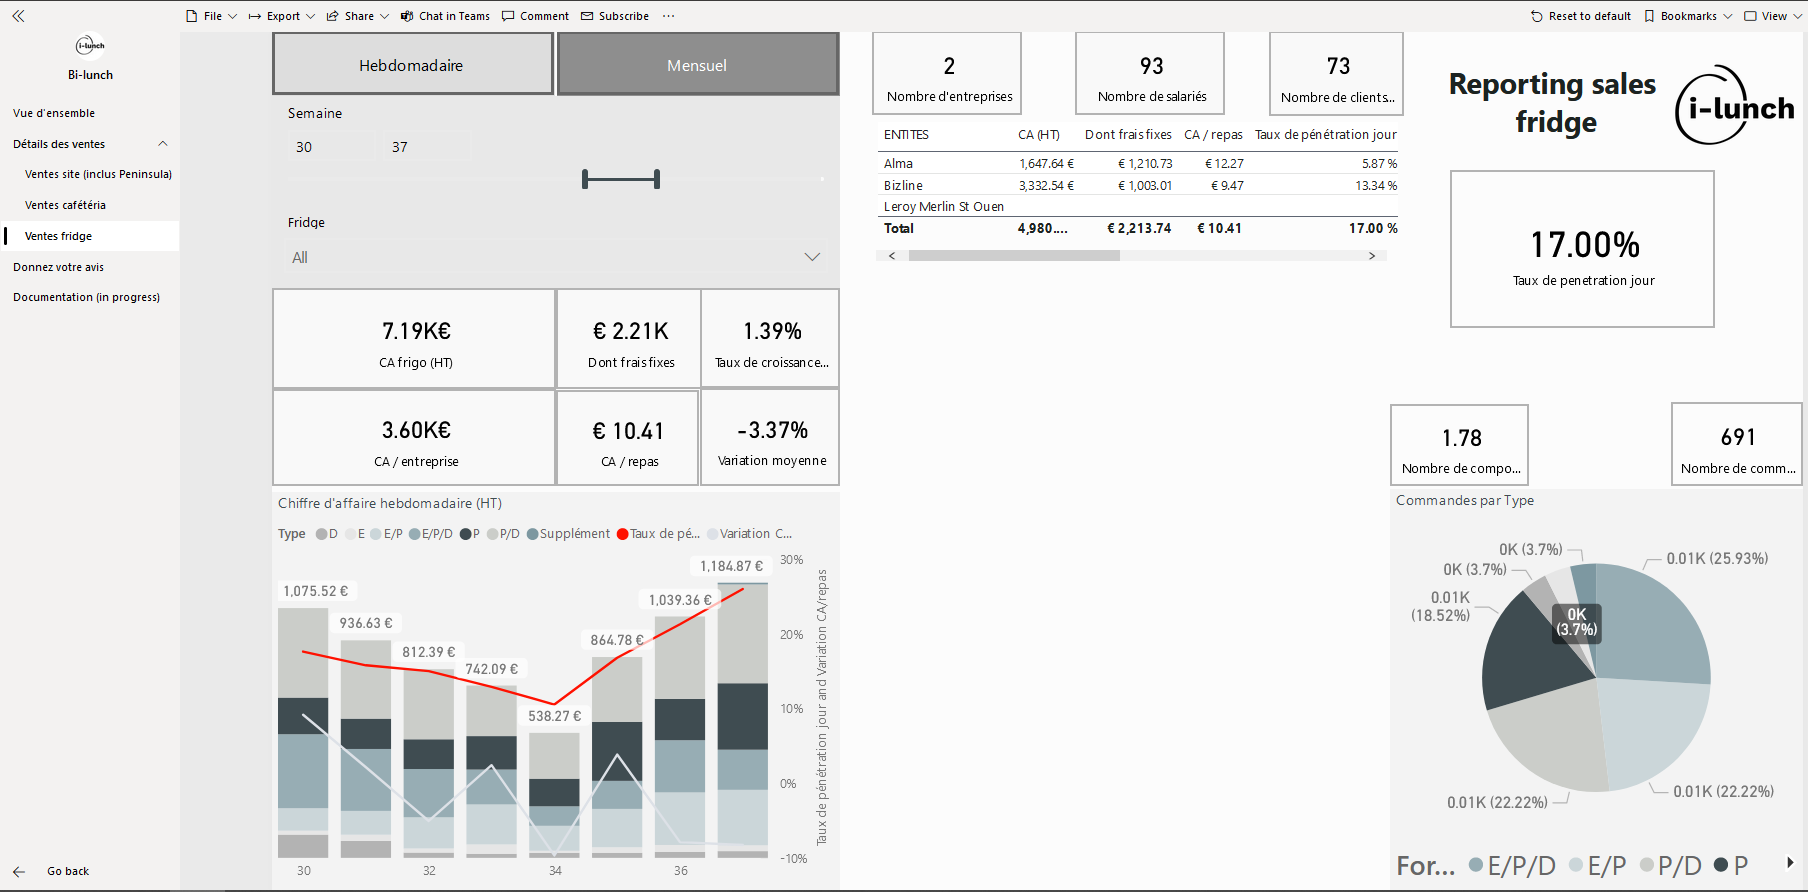 File
Export
Share
Chat in Teams
Comment
Subscribe
Reset to default
Bookmarks
View
i-lunch
Bi-lunch
Vue d'ensemble
Détails des ventes
Ventes site (inclus Peninsula)
Ventes cafétéria
Ventes fridge
Donnez votre avis
Documentation (in progress)
Go back
Hebdomadaire
Mensuel
Semaine
30 37
Fridge
All
7.19K€
CA frigo (HT)
€ 2.21K
Dont frais fixes
1.39%
Taux de croissance...
3.60K€
CA / entreprise
€ 10.41
CA / repas
-3.37%
Variation moyenne
Chiffre d'affaire hebdomadaire (HT)
Type D E E/P E/P/D P P/D Supplément Taux de pé... Variation C...
1,075.52 €
936.63 €
812.39 €
742.09 €
538.27 €
864.78 €
1,039.36 €
1,184.87 €
30%
20%
10%
0%
-10%
Taux de pénétration jour and Variation CA/repas
30 32 34 36
2
Nombre d'entreprises
93
Nombre de salariés
73
Nombre de clients...
ENTITES CA (HT) Dont frais fixes CA / repas Taux de pénétration jour
Alma 1,647.64 € € 1,210.73 € 12.27 5.87 %
Bizline 3,332.54 € € 1,003.01 € 9.47 13.34 %
Leroy Merlin St Ouen
Total 4,980.... € 2,213.74 € 10.41 17.00 %
Reporting sales
fridge
i-lunch
17.00%
Taux de penetration jour
1.78
Nombre de compo...
691
Nombre de comm...
Commandes par Type
0K (3.7%)
0.01K (25.93%)
0K (3.7%)
0.01K
(18.52%)
0K
(3.7%)
0.01K (22.22%)
0.01K (22.22%)
For... E/P/D E/P P/D P